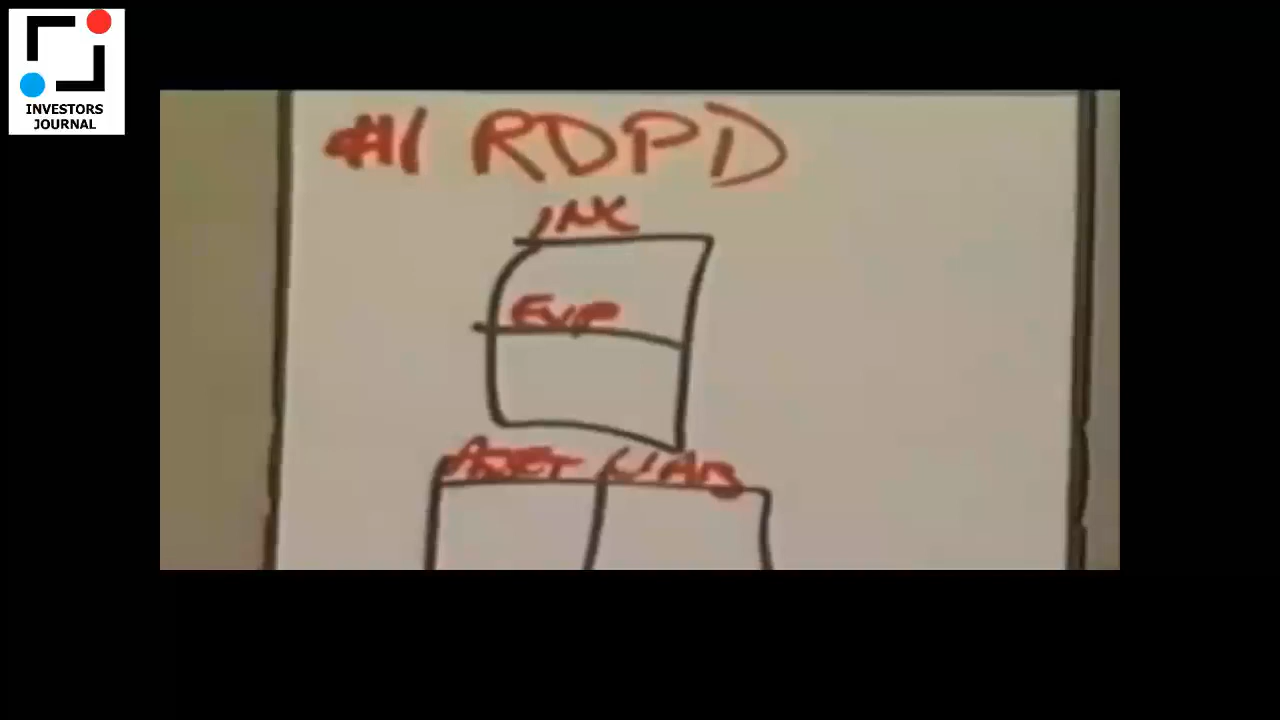 INVESTORS
JOURNAL
#1 RDPD
INC
EXP
ASSET LIAB